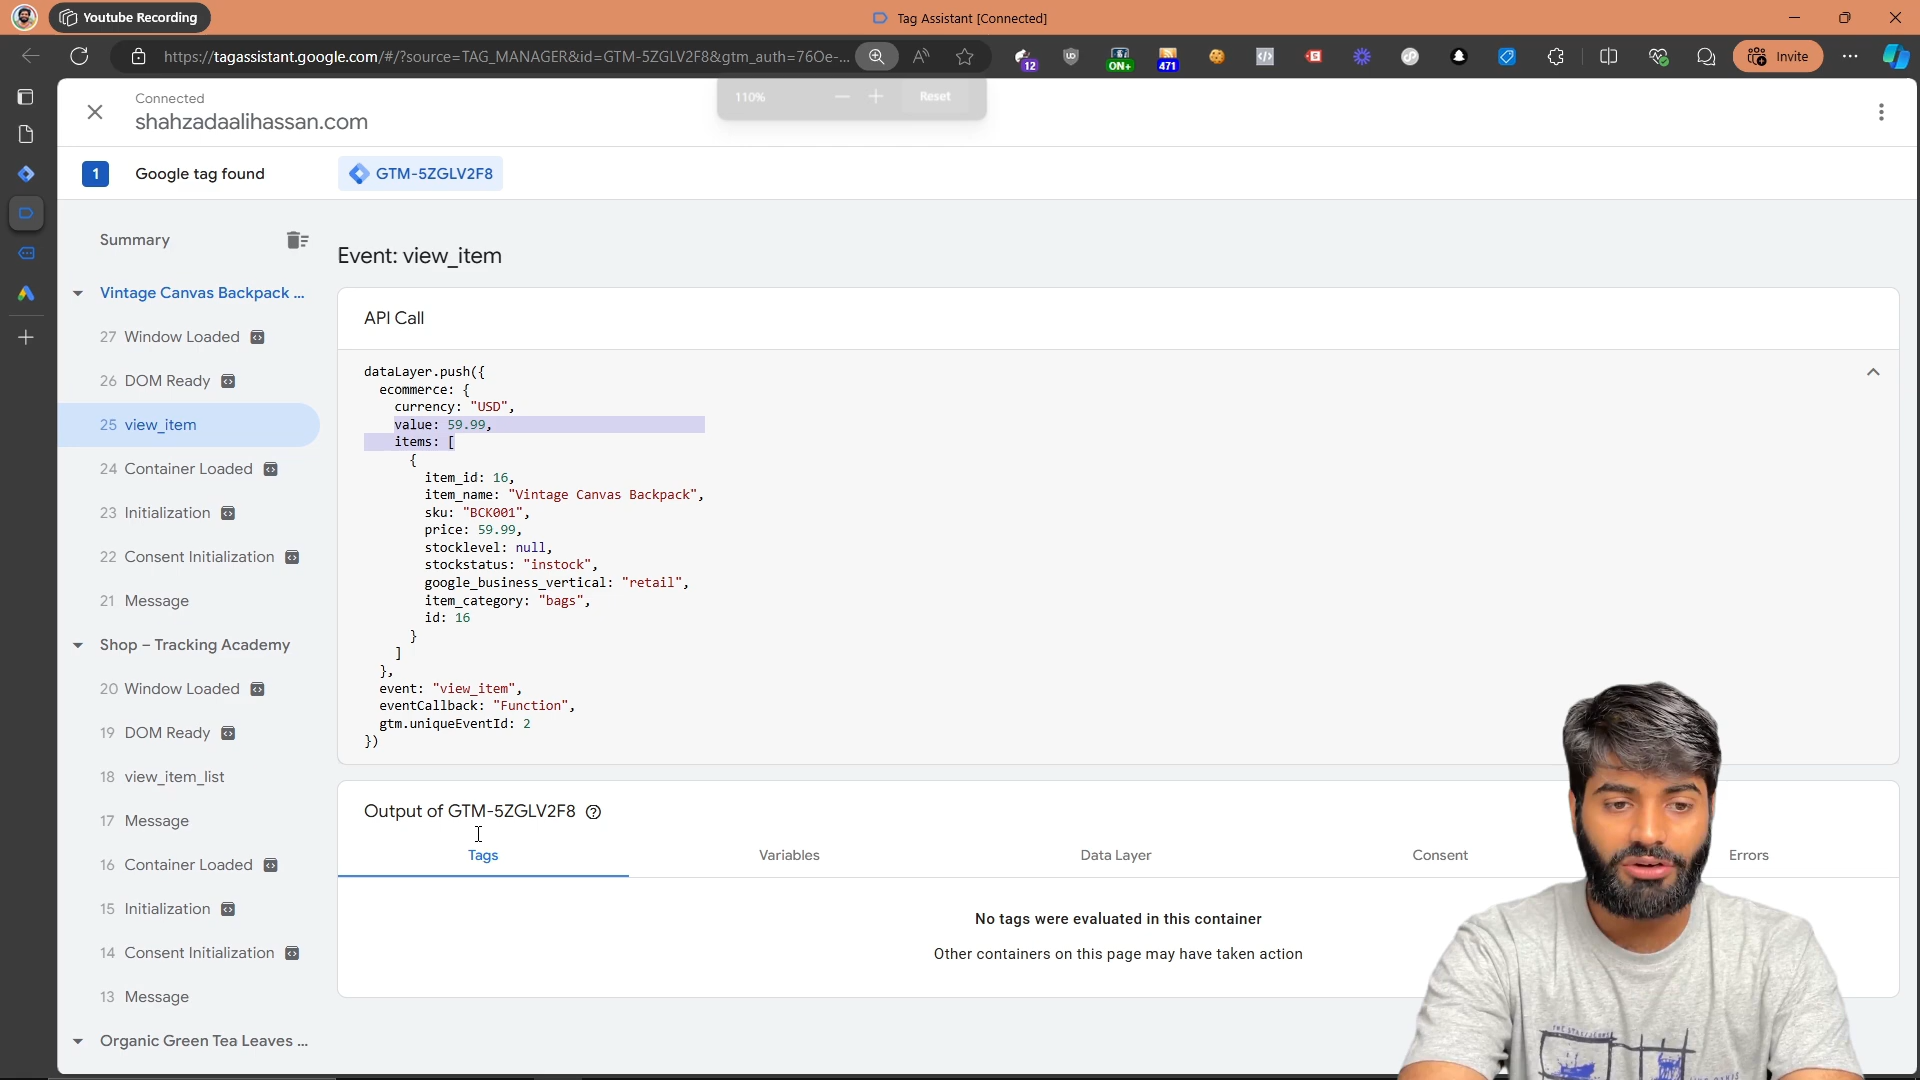 Youtube Recording
Tag Assistant [Connected]
https://tagassistant.google.com/#/?source=TAG_MANAGER&id=GTM-5ZGLV2F8&gtm_auth=76Oe-...
12
ON+
471
Invite
110%
Reset
Connected
shahzadaalihassan.com
1 Google tag found GTM-5ZGLV2F8
Summary
Vintage Canvas Backpack ...
27 Window Loaded
26 DOM Ready
25 view_item
24 Container Loaded
23 Initialization
22 Consent Initialization
21 Message
Shop – Tracking Academy
20 Window Loaded
19 DOM Ready
18 view_item_list
17 Message
16 Container Loaded
15 Initialization
14 Consent Initialization
13 Message
Organic Green Tea Leaves ...
Event: view_item
API Call
dataLayer.push({
ecommerce: {
currency: "USD",
value: 59.99,
items: [
{
item_id: 16,
item_name: "Vintage Canvas Backpack",
sku: "BCK001",
price: 59.99,
stocklevel: null,
stockstatus: "instock",
google_business_vertical: "retail",
item_category: "bags",
id: 16
}
]
},
event: "view_item",
eventCallback: "Function",
gtm.uniqueEventId: 2
})
Output of GTM-5ZGLV2F8
Tags Variables Data Layer Consent Errors
No tags were evaluated in this container
Other containers on this page may have taken action